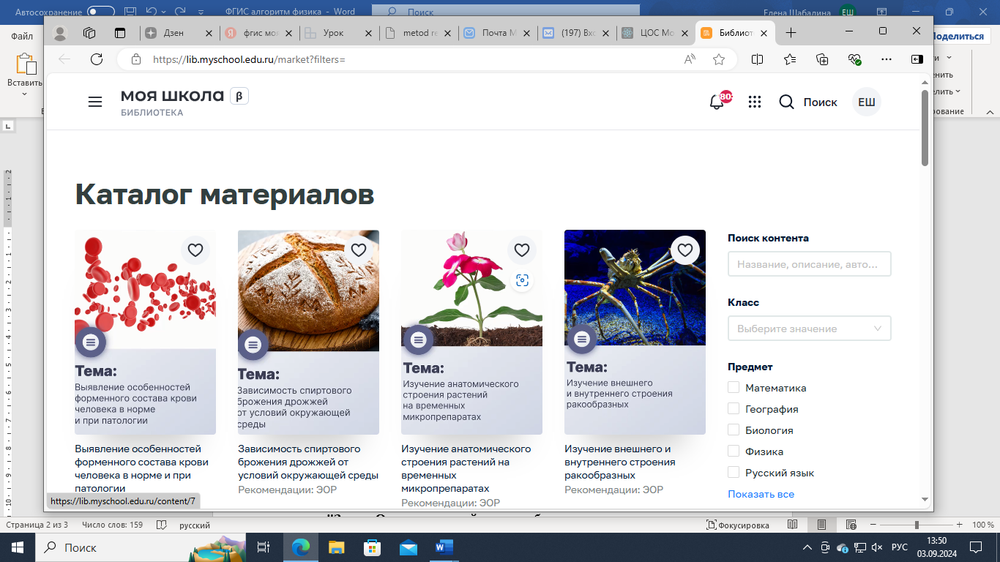 Автосохранение
ФГИС алгоритм физика - Word
Поиск
Елена Шабалина
ЕШ
Файл
Вставить
Дзен
фгис моя
Урок
metod re
Почта M
(197) Вхо
ЦОС Мо
Библиот
https://lib.myschool.edu.ru/market?filters=
МОЯ ШКОЛА β
БИБЛИОТЕКА
80
Поиск
ЕШ
Каталог материалов
Тема:
Выявление особенностей
форменного состава крови
человека в норме
и при патологии
Выявление особенностей
форменного состава крови
человека в норме и при
патологии
Тема:
Зависимость спиртового
брожения дрожжей
от условий окружающей
среды
Зависимость спиртового
брожения дрожжей от
условий окружающей среды
Рекомендации: ЭОР
Тема:
Изучение анатомического
строения растений
на временных
микропрепаратах
Изучение анатомического
строения растений на
временных
микропрепаратах
Рекомендации: ЭОР
Тема:
Изучение внешнего
и внутреннего строения
ракообразных
Изучение внешнего и
внутреннего строения
ракообразных
Рекомендации: ЭОР
Поиск контента
Название, описание, авто...
Класс
Выберите значение
Предмет
Математика
География
Биология
Физика
Русский язык
Показать все
https://lib.myschool.edu.ru/content/7
Страница 2 из 3
Число слов: 159
русский
Фокусировка
100 %
Поиск
РУС
13:50
03.09.2024